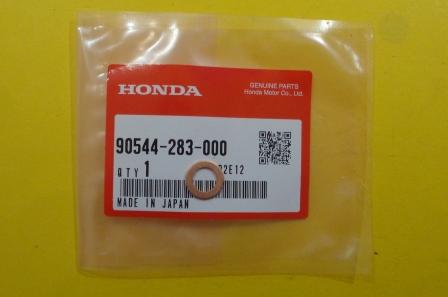 HONDA
GENUINE PARTS
Honda Motor Co., Ltd.
90544-283-000
QTY 1
2E12
MADE IN JAPAN